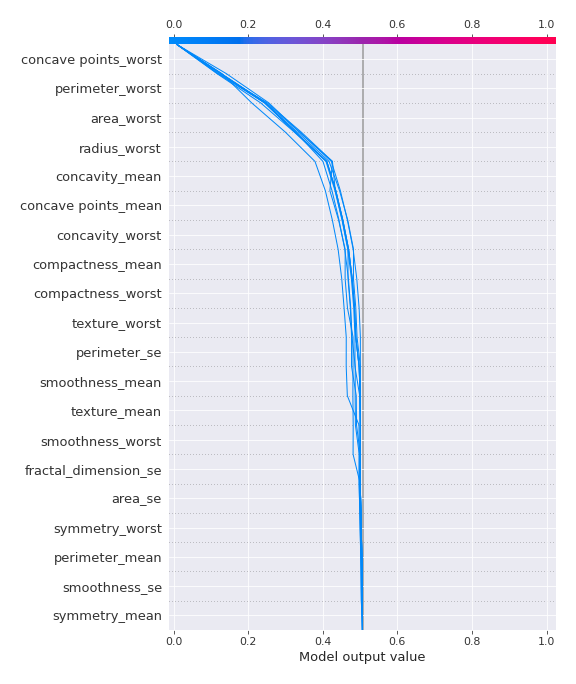 0.0 0.2 0.4 0.6 0.8 1.0
concave points_worst
perimeter_worst
area_worst
radius_worst
concavity_mean
concave points_mean
concavity_worst
compactness_mean
compactness_worst
texture_worst
perimeter_se
smoothness_mean
texture_mean
smoothness_worst
fractal_dimension_se
area_se
symmetry_worst
perimeter_mean
smoothness_se
symmetry_mean
0.0 0.2 0.4 0.6 0.8 1.0
Model output value